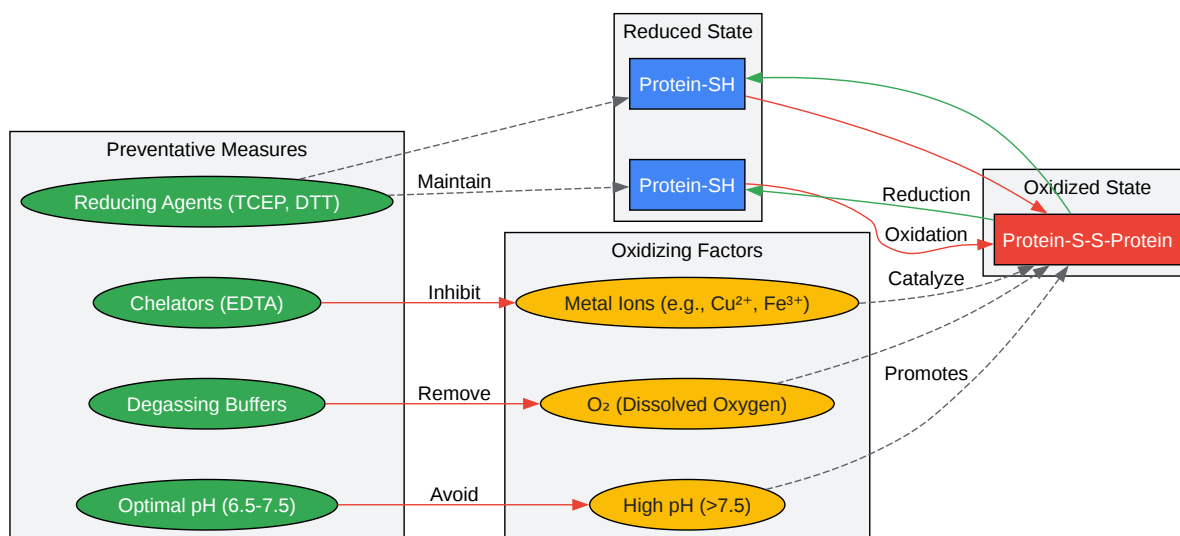 Reduced State
Protein-SH
Protein-SH
Preventative Measures
Reducing Agents (TCEP, DTT)
Chelators (EDTA)
Degassing Buffers
Optimal pH (6.5-7.5)
Maintain
Inhibit
Remove
Avoid
Oxidizing Factors
Metal Ions (e.g., Cu²⁺, Fe³⁺)
O₂ (Dissolved Oxygen)
High pH (>7.5)
Reduction
Oxidation
Catalyze
Promotes
Oxidized State
Protein-S-S-Protein